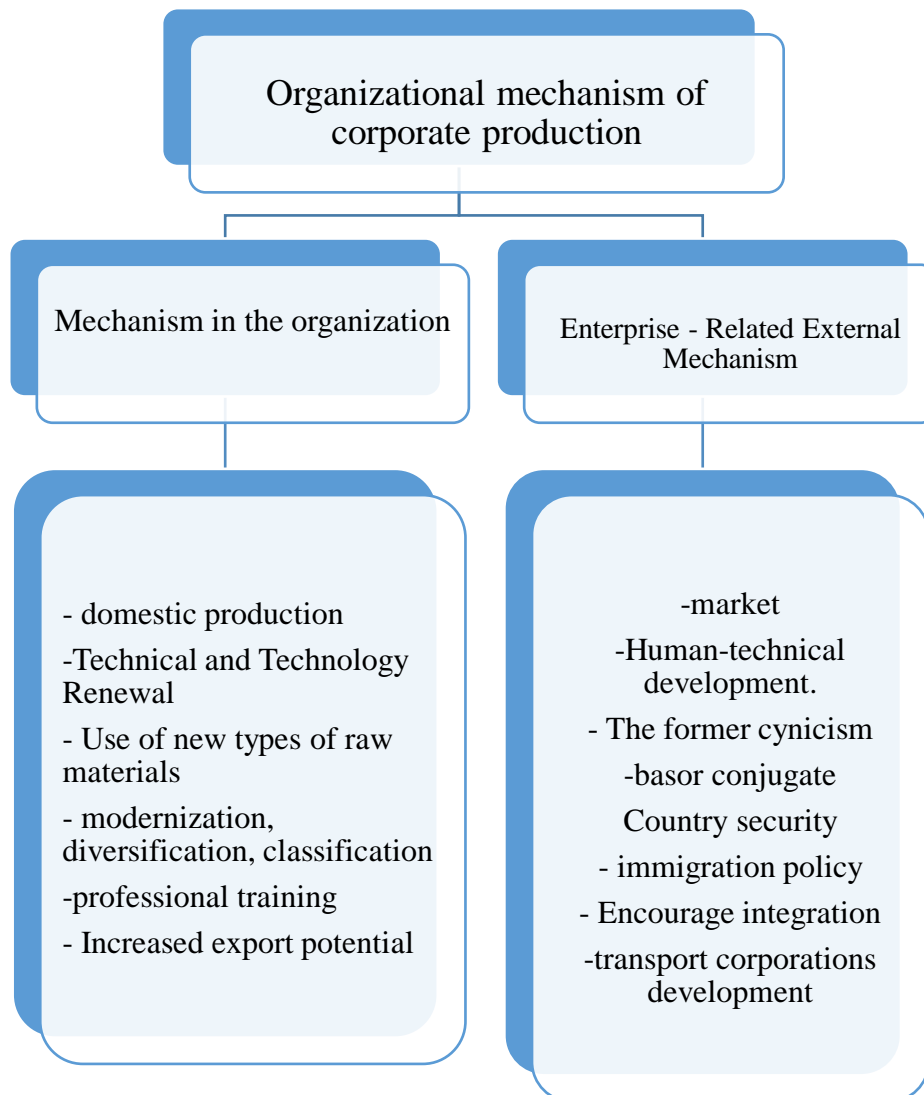 Organizational mechanism of
corporate production
Mechanism in the organization
Enterprise - Related External
Mechanism
- domestic production
-Technical and Technology
Renewal
- Use of new types of raw
materials
- modernization,
diversification, classification
-professional training
- Increased export potential
-market
-Human-technical
development.
- The former cynicism
-basor conjugate
Country security
- immigration policy
- Encourage integration
-transport corporations
development